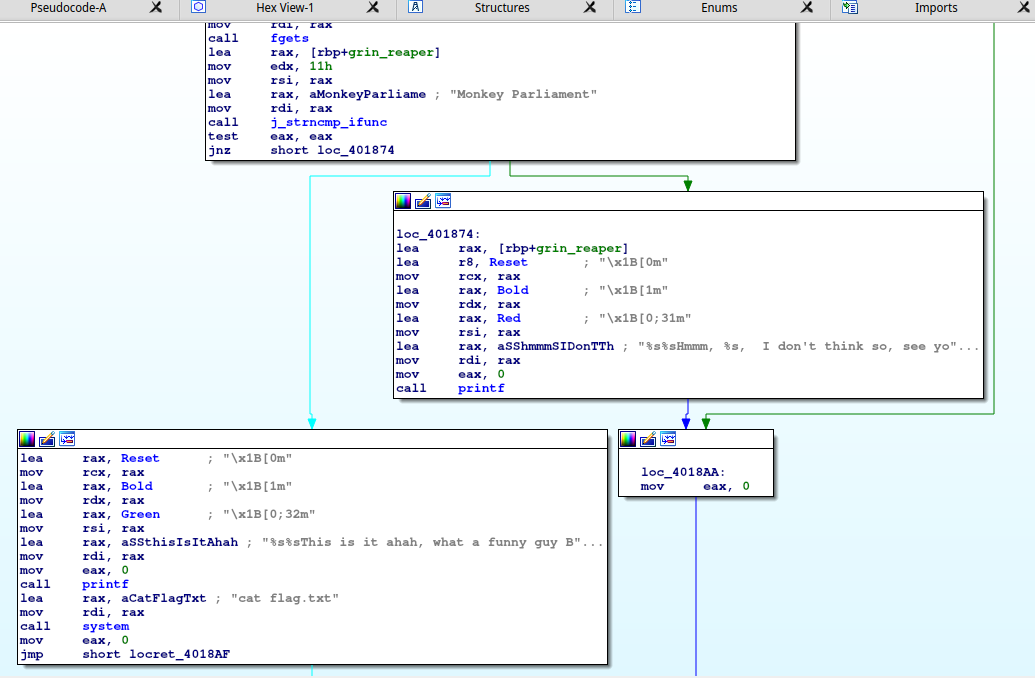 Pseudocode-A Hex View-1 Structures Enums Imports
mov rdi, rax
call fgets
lea rax, [rbp+grin_reaper]
mov edx, 11h
mov rsi, rax
lea rax, aMonkeyParliame ; "Monkey Parliament"
mov rdi, rax
call j_strncmp_ifunc
test eax, eax
jnz short loc_401874
loc_401874:
lea rax, [rbp+grin_reaper]
lea r8, Reset ; "\x1B[0m"
mov rcx, rax
lea rax, Bold ; "\x1B[1m"
mov rdx, rax
lea rax, Red ; "\x1B[0;31m"
mov rsi, rax
lea rax, aSShmmmSIDonTTh ; "%s%sHmmm, %s,  I don't think so, see yo"...
mov rdi, rax
mov eax, 0
call printf
lea rax, Reset ; "\x1B[0m"
mov rcx, rax
lea rax, Bold ; "\x1B[1m"
mov rdx, rax
lea rax, Green ; "\x1B[0;32m"
mov rsi, rax
lea rax, aSSthisIsItAhah ; "%s%sThis is it ahah, what a funny guy B"...
mov rdi, rax
mov eax, 0
call printf
lea rax, aCatFlagTxt ; "cat flag.txt"
mov rdi, rax
call system
mov eax, 0
jmp short locret_4018AF
loc_4018AA:
mov eax, 0